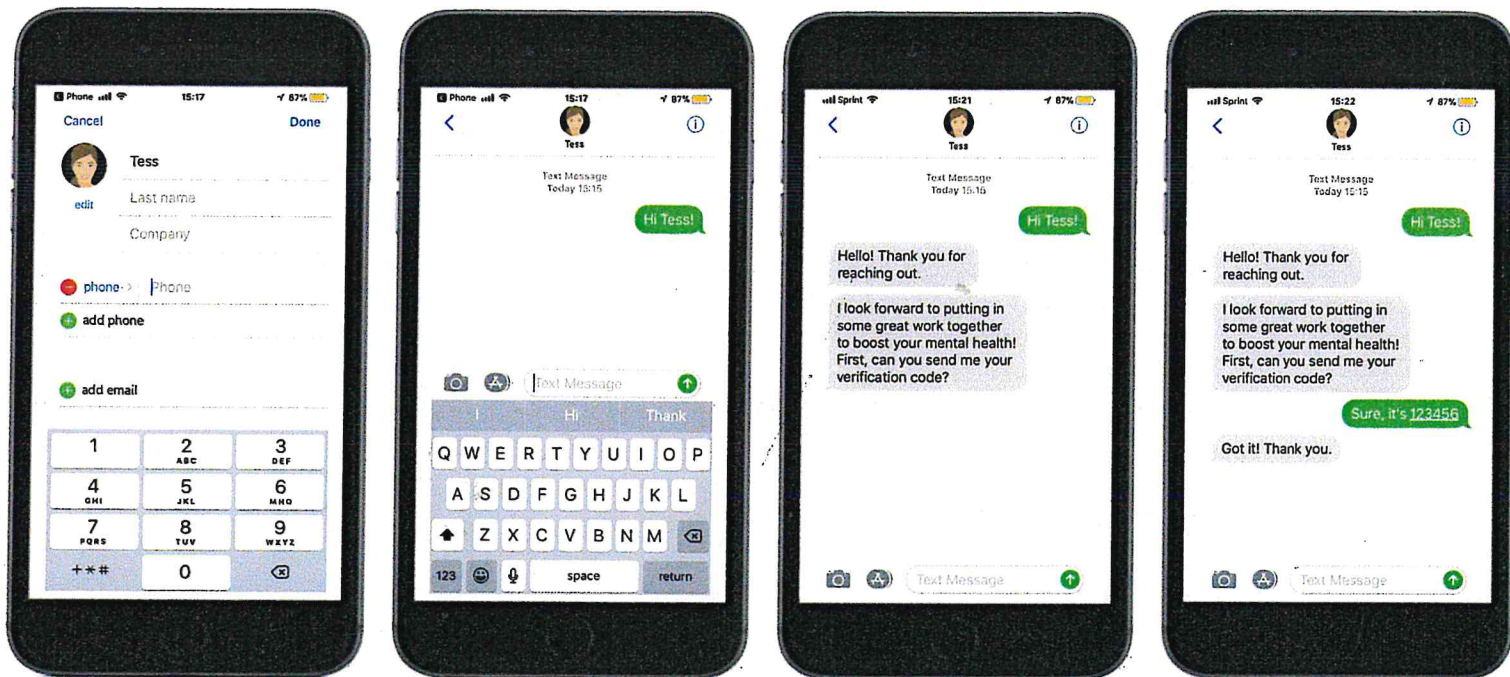 Phone 15:17 87%
Cancel Done
Tess
edit
Last name
Company
phone Phone
add phone
add email
1 2 3
ABC DEF
4 5 6
GHI JKL MNO
7 8 9
PQRS TUV WXYZ
+*# 0
Phone 15:17 87%
Tess
Text Message
Today 15:15
Hi Tess!
Text Message
I Hi Thank
Q W E R T Y U I O P
A S D F G H J K L
Z X C V B N M
123 space return
Sprint 15:21 87%
Tess
Text Message
Today 15:15
Hi Tess!
Hello! Thank you for
reaching out.
I look forward to putting in
some great work together
to boost your mental health!
First, can you send me your
verification code?
Text Message
Sprint 15:22 87%
Tess
Text Message
Today 15:15
Hi Tess!
Hello! Thank you for
reaching out.
I look forward to putting in
some great work together
to boost your mental health!
First, can you send me your
verification code?
Sure, it's 123456
Got it! Thank you.
Text Message